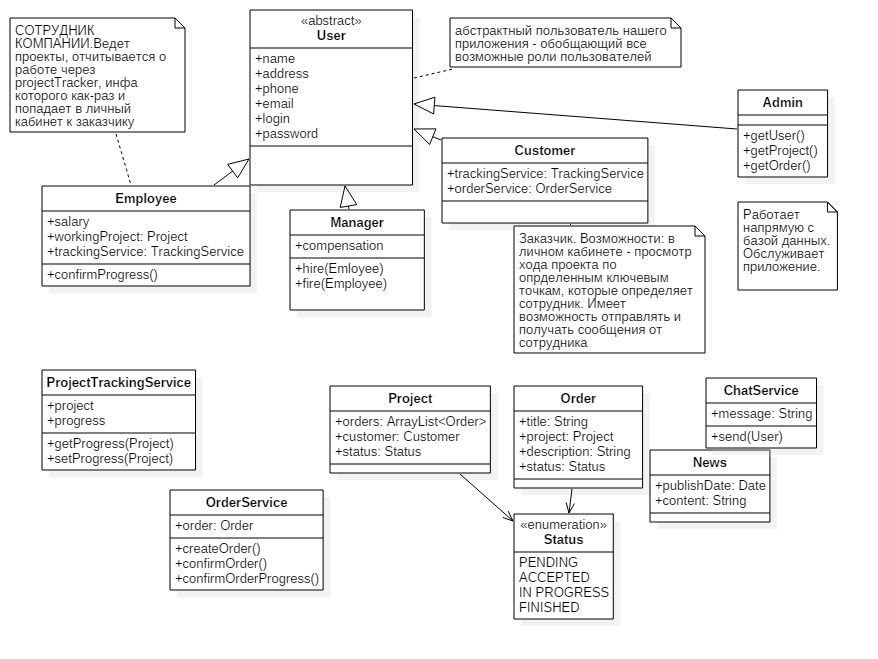 СОТРУДНИК
КОМПАНИИ.Ведет
проекты, отчитывается о
работе через
projectTracker, инфа
которого как-раз и
попадает в личный
кабинет к заказчику
«abstract»
User
+name
+address
+phone
+email
+login
+password
абстрактный пользователь нашего
приложения - обобщающий все
возможные роли пользователей
Admin
+getUser()
+getProject()
+getOrder()
Customer
+trackingService: TrackingService
+orderService: OrderService
Employee
+salary
+workingProject: Project
+trackingService: TrackingService
+confirmProgress()
Manager
+compensation
+hire(Emloyee)
+fire(Employee)
Работает
напрямую с
базой данных.
Обслуживает
приложение.
Заказчик. Возможности: в
личном кабинете - просмотр
хода проекта по
опрделенным ключевым
точкам, которые определяет
сотрудник. Имеет
возможность отправлять и
получать сообщения от
сотрудника
ProjectTrackingService
+project
+progress
+getProgress(Project)
+setProgress(Project)
Project
+orders: ArrayList<Order>
+customer: Customer
+status: Status
Order
+title: String
+project: Project
+description: String
+status: Status
ChatService
+message: String
+send(User)
News
+publishDate: Date
+content: String
OrderService
+order: Order
+createOrder()
+confirmOrder()
+confirmOrderProgress()
«enumeration»
Status
PENDING
ACCEPTED
IN PROGRESS
FINISHED